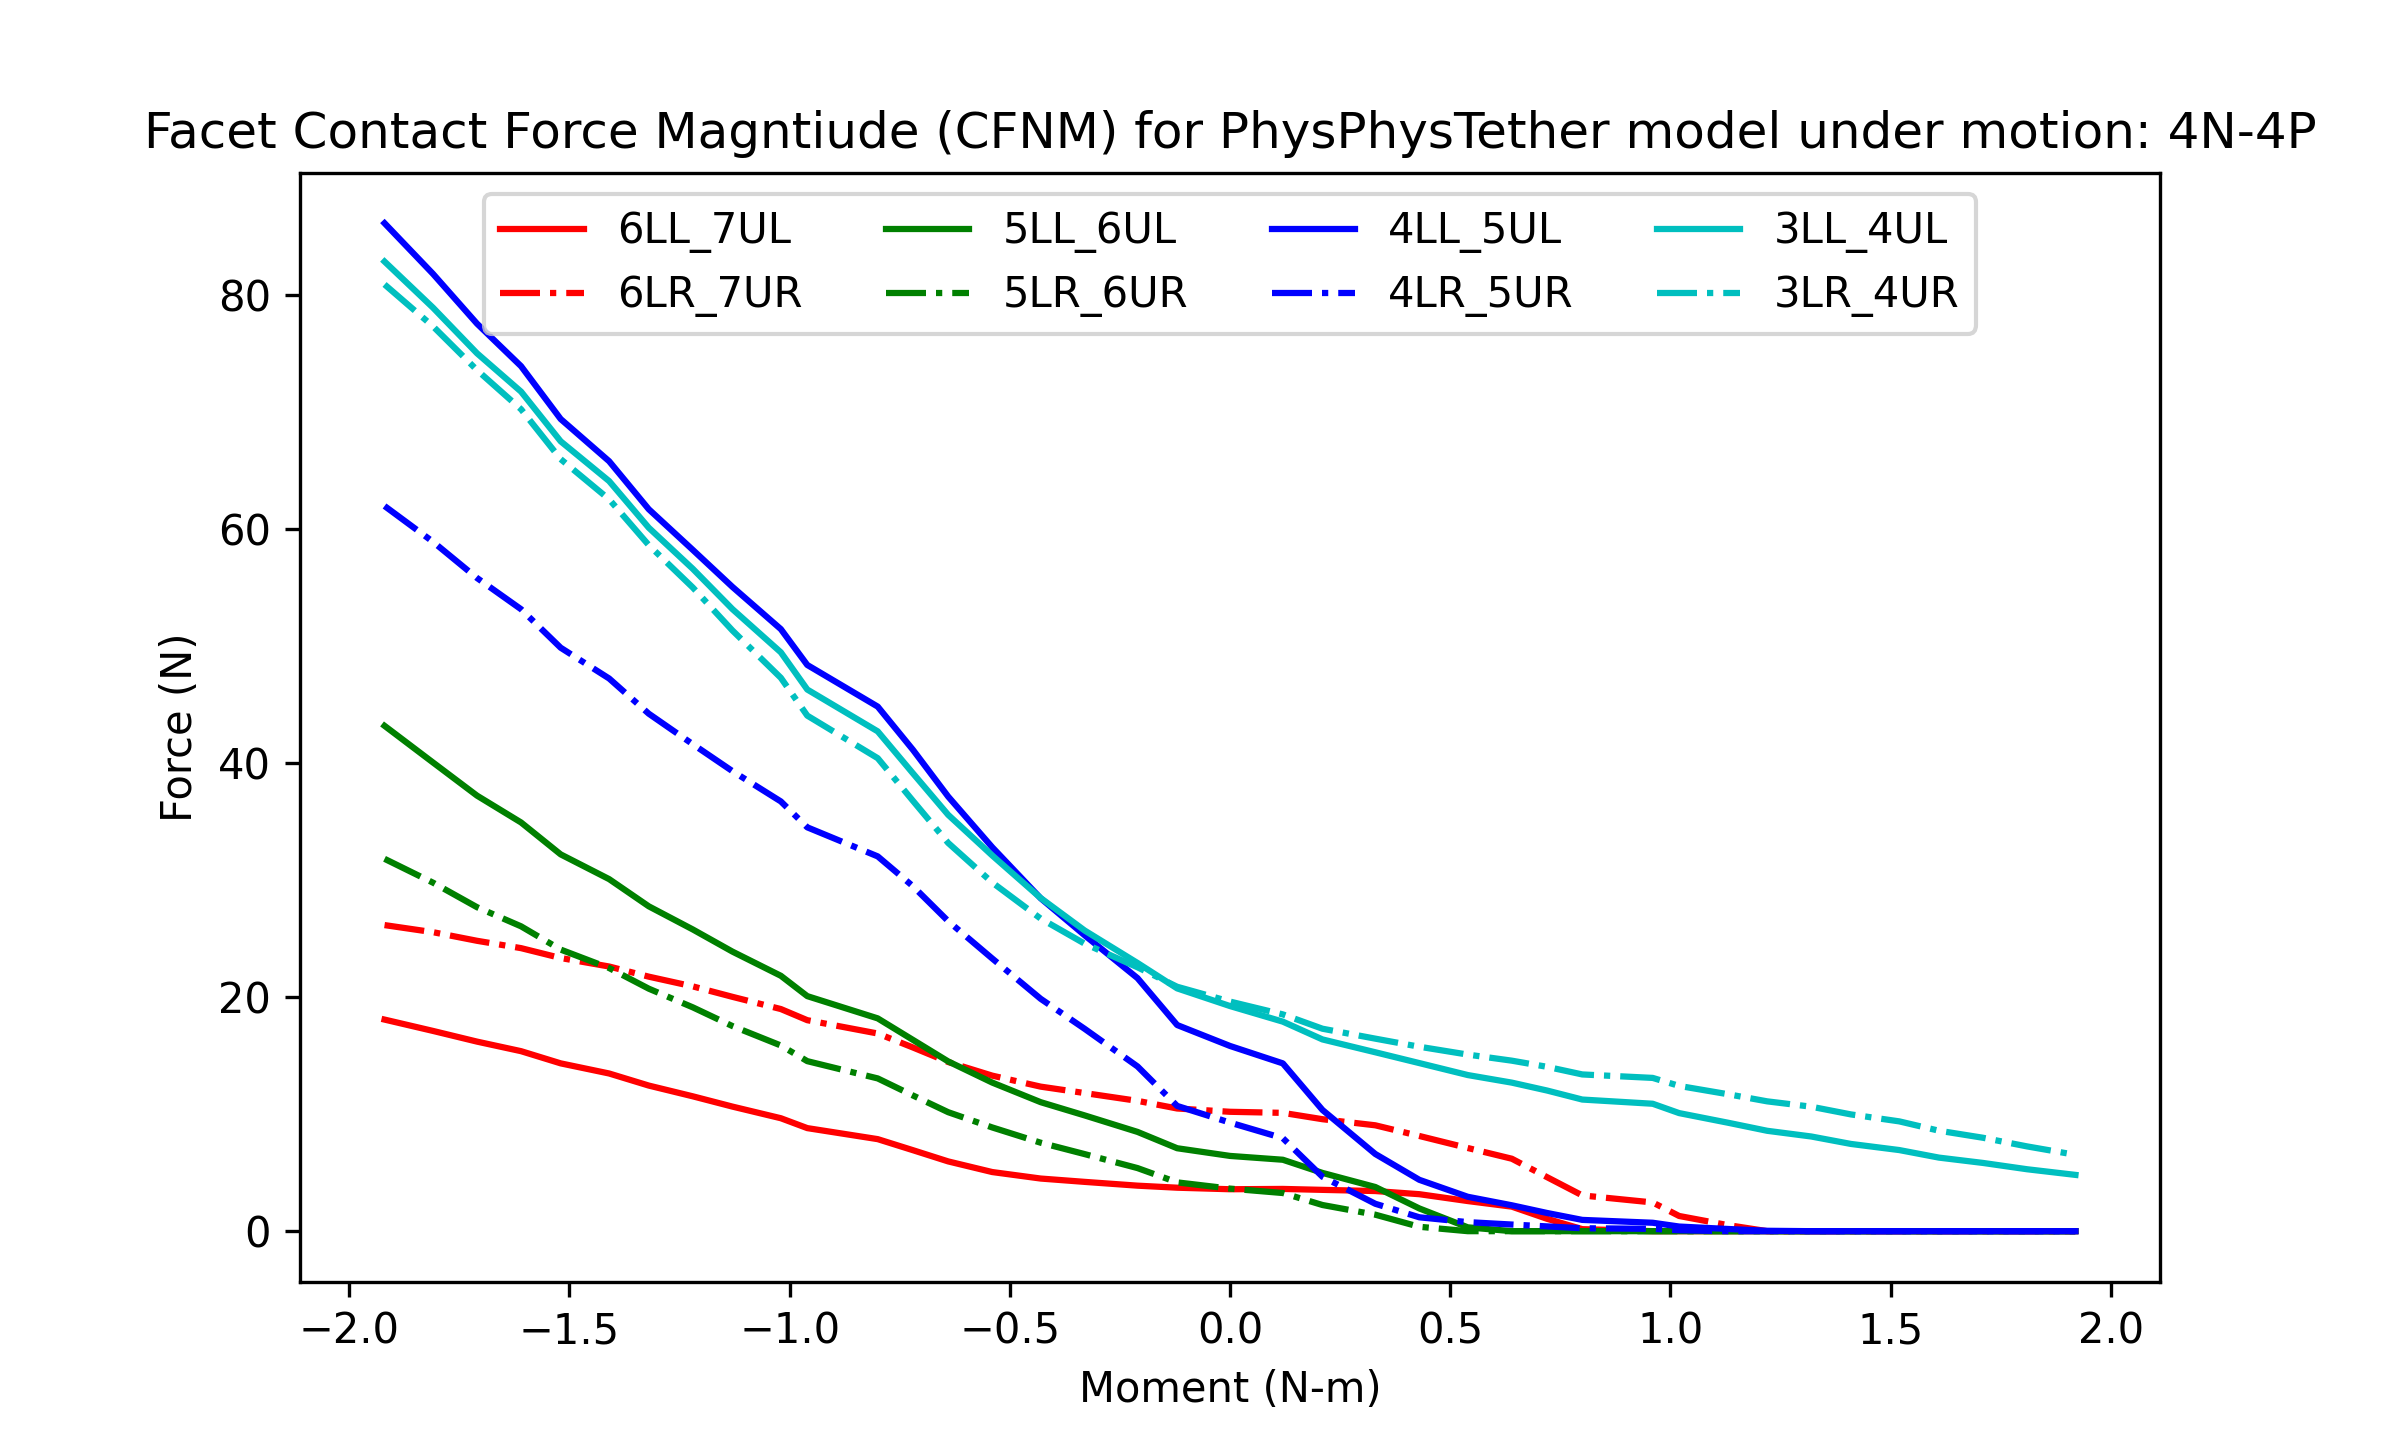 Facet Contact Force Magntiude (CFNM) for PhysPhysTether model under motion: 4N-4P
6LL_7UL 5LL_6UL 4LL_5UL 3LL_4UL
6LR_7UR 5LR_6UR 4LR_5UR 3LR_4UR
80
60
40
20
0
Force (N)
−2.0 −1.5 −1.0 −0.5 0.0 0.5 1.0 1.5 2.0
Moment (N-m)